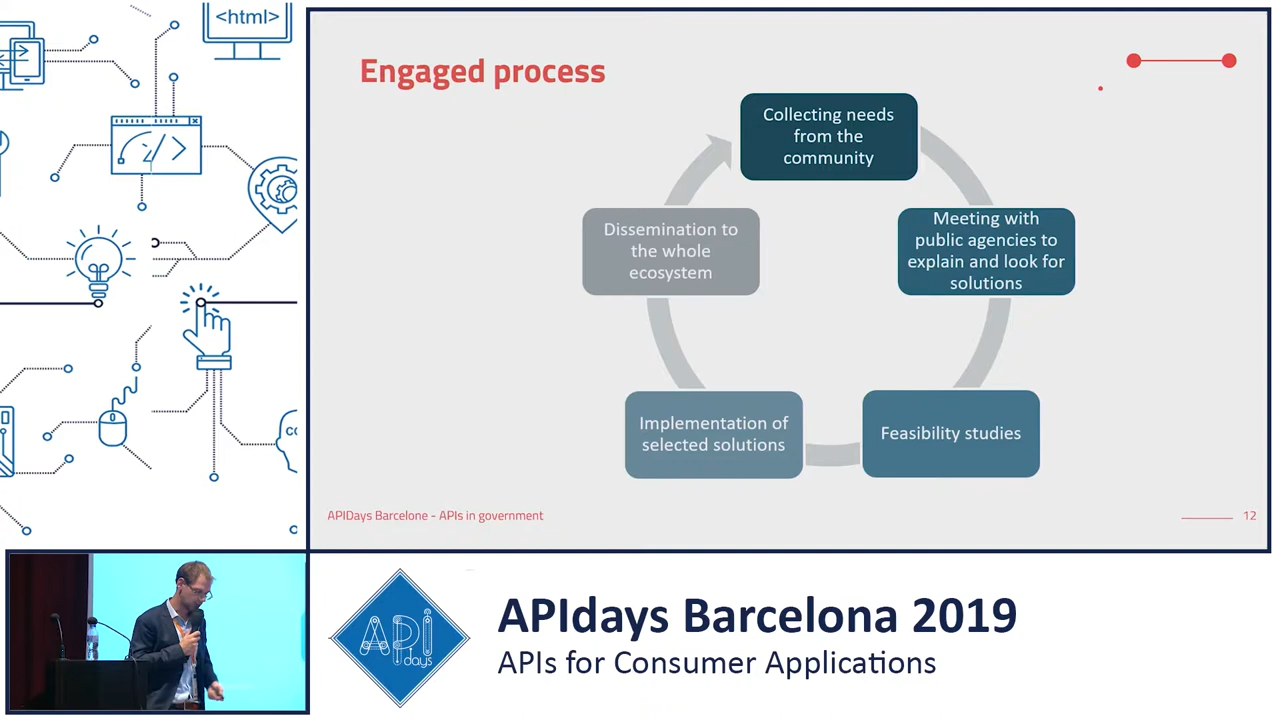 <html>
Engaged process
Collecting needs
from the
community
Meeting with
public agencies to
explain and look for
solutions
Feasibility studies
Implementation of
selected solutions
Dissemination to
the whole
ecosystem
APIDays Barcelone - APIs in government
12
API
days
APIdays Barcelona 2019
APIs for Consumer Applications